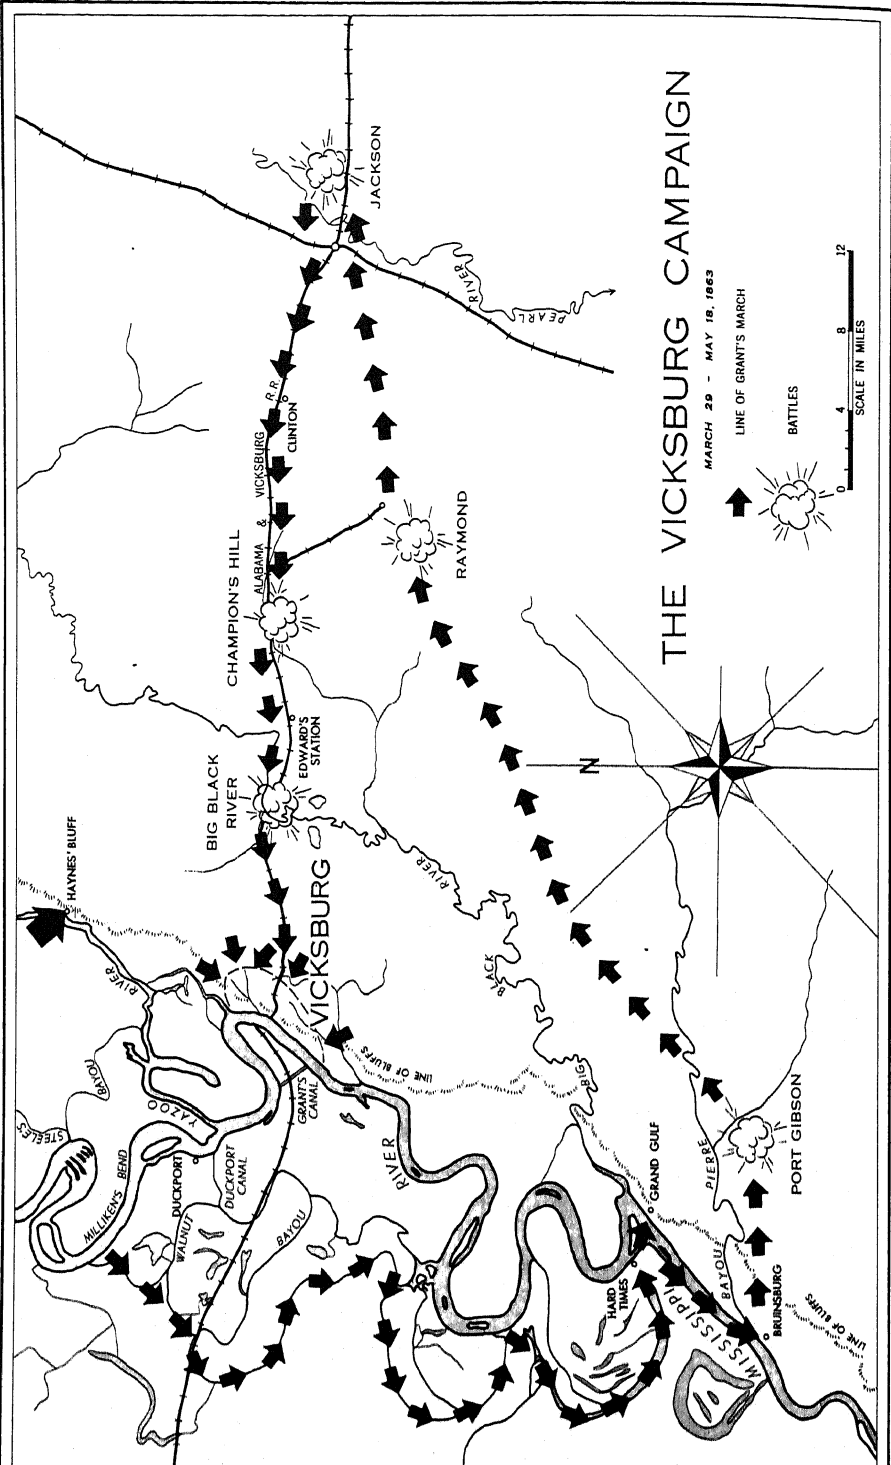 THE VICKSBURG CAMPAIGN
MARCH 29 - MAY 18, 1863
LINE OF GRANT'S MARCH
BATTLES
0 4 8 12
SCALE IN MILES
N
STEELE'S
BAYOU
MILLIKEN'S BEND
YAZOO
RIVER
HAYNES' BLUFF
DUCKPORT
DUCKPORT
CANAL
WALNUT
BAYOU
GRANT'S
CANAL
VICKSBURG
LINE OF BLUFFS
BIG BLACK
RIVER
EDWARD'S
STATION
CHAMPION'S HILL
ALABAMA & VICKSBURG R.R.
CLINTON
JACKSON
PEARL
RIVER
RAYMOND
BIG
BLACK
RIVER
MISSISSIPPI
RIVER
HARD
TIMES
GRAND GULF
BAYOU
PIERRE
PORT GIBSON
BRUINSBURG
LINE OF BLUFFS